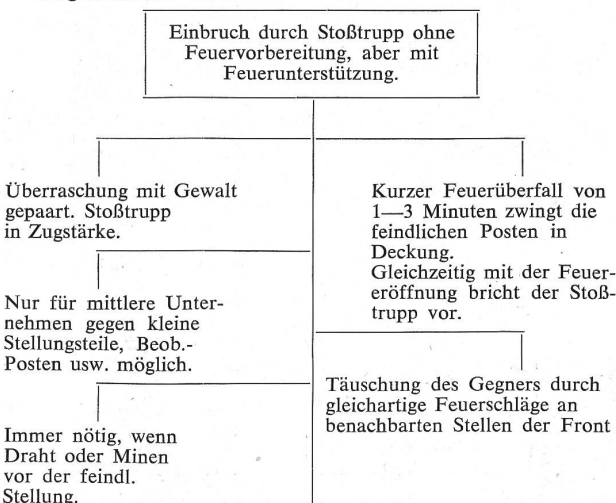 Einbruch durch Stoßtrupp ohne
Feuervorbereitung, aber mit
Feuerunterstützung.
Überraschung mit Gewalt
gepaart. Stoßtrupp
in Zugstärke.
Nur für mittlere Unter-
nehmen gegen kleine
Stellungsteile, Beob.-
Posten usw. möglich.
Immer nötig, wenn
Draht oder Minen
vor der feindl.
Stellung.
Kurzer Feuerüberfall von
1—3 Minuten zwingt die
feindlichen Posten in
Deckung.
Gleichzeitig mit der Feuer-
eröffnung bricht der Stoß-
trupp vor.
Täuschung des Gegners durch
gleichartige Feuerschläge an
benachbarten Stellen der Front